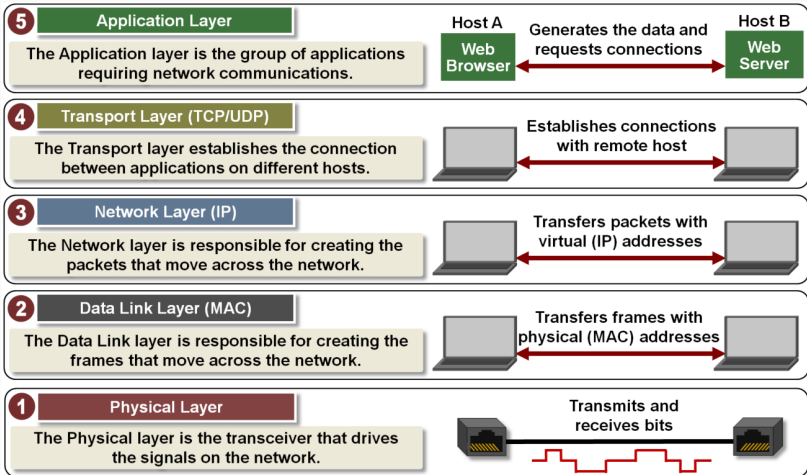 5 Application Layer
The Application layer is the group of applications
requiring network communications.
Host A
Web
Browser
Generates the data and
requests connections
Host B
Web
Server
4 Transport Layer (TCP/UDP)
The Transport layer establishes the connection
between applications on different hosts.
Establishes connections
with remote host
3 Network Layer (IP)
The Network layer is responsible for creating the
packets that move across the network.
Transfers packets with
virtual (IP) addresses
2 Data Link Layer (MAC)
The Data Link layer is responsible for creating the
frames that move across the network.
Transfers frames with
physical (MAC) addresses
1 Physical Layer
The Physical layer is the transceiver that drives
the signals on the network.
Transmits and
receives bits